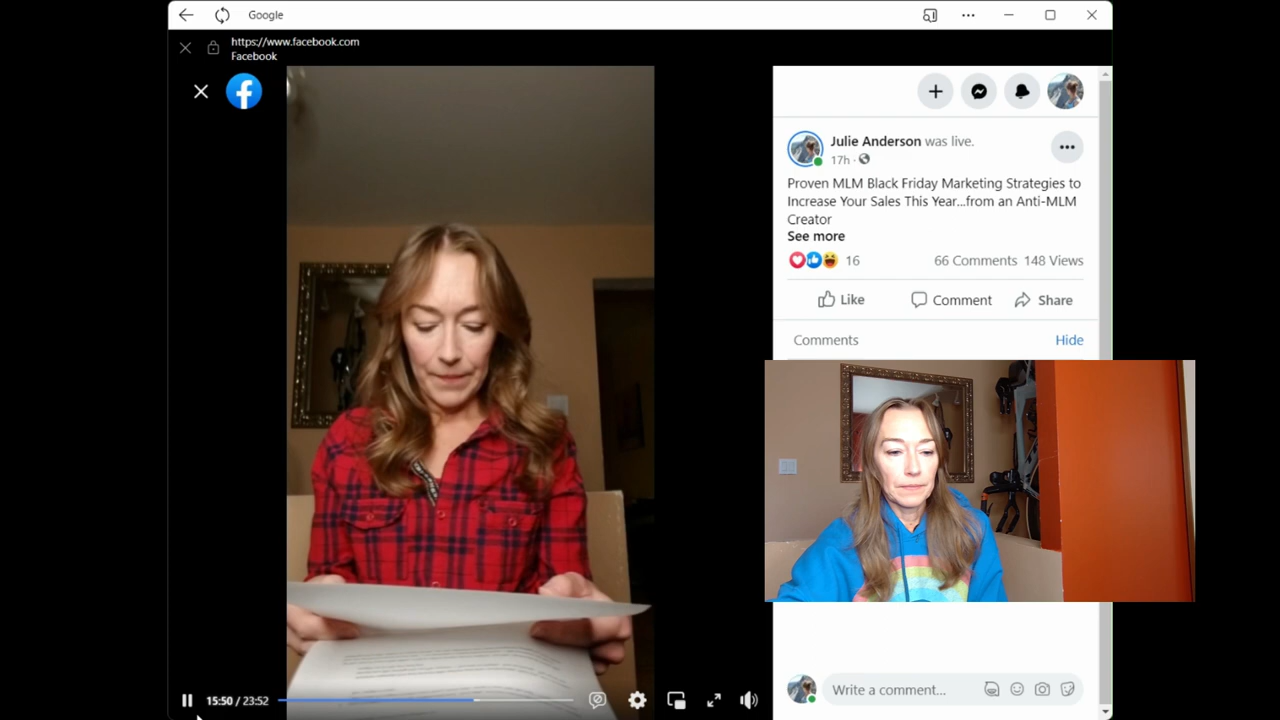 Google
https://www.facebook.com
Facebook
Julie Anderson was live.
17h ·
Proven MLM Black Friday Marketing Strategies to
Increase Your Sales This Year...from an Anti-MLM
Creator
See more
16 66 Comments 148 Views
Like Comment Share
Comments Hide
Write a comment...
15:50 / 23:52